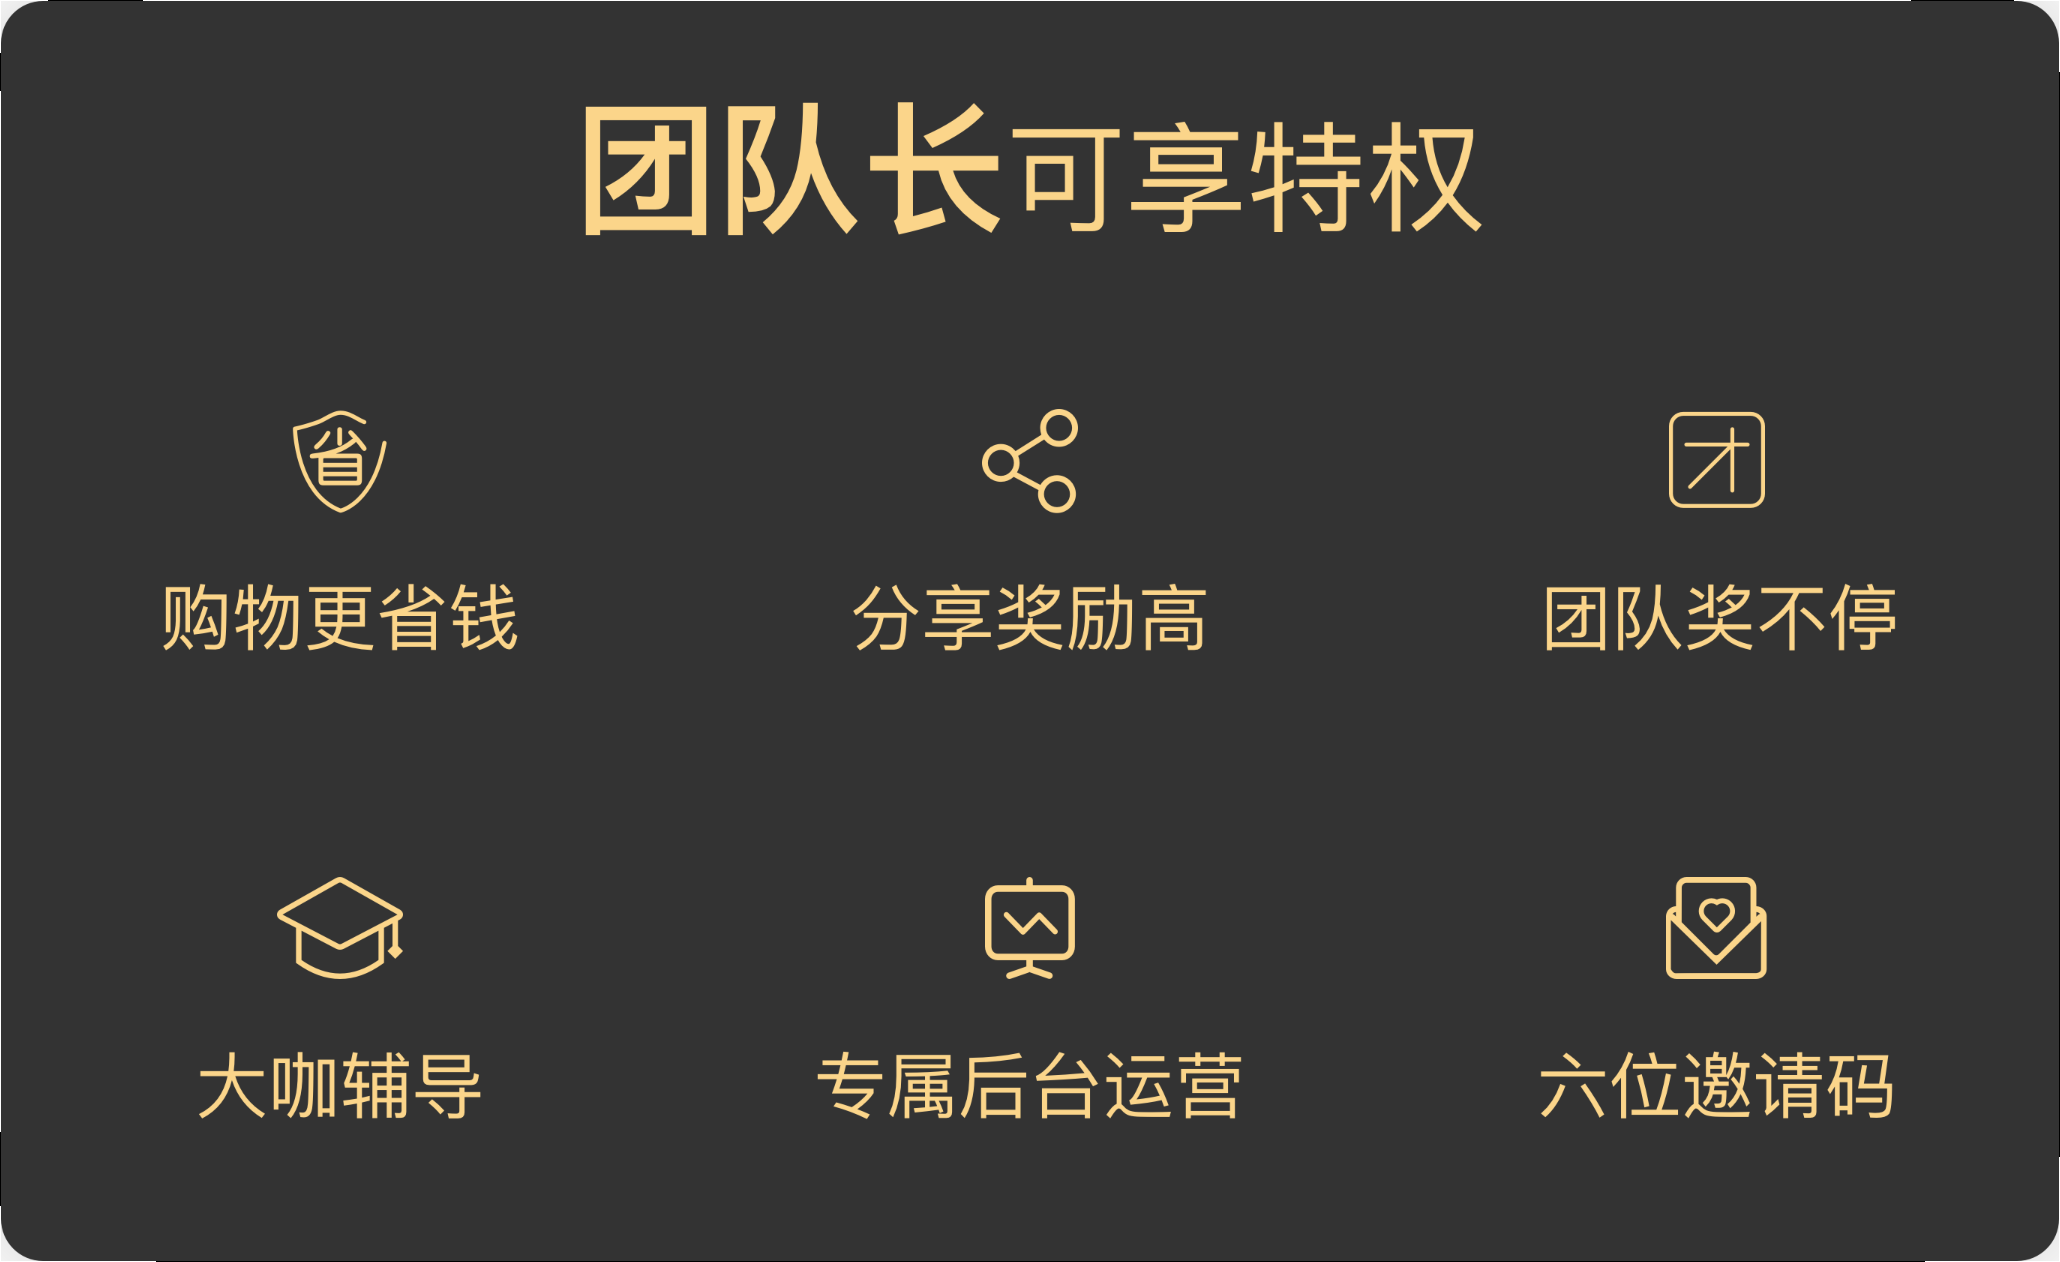 团队长可享特权
省
团
购物更省钱
分享奖励高
团队奖不停
大咖辅导
专属后台运营
六位邀请码